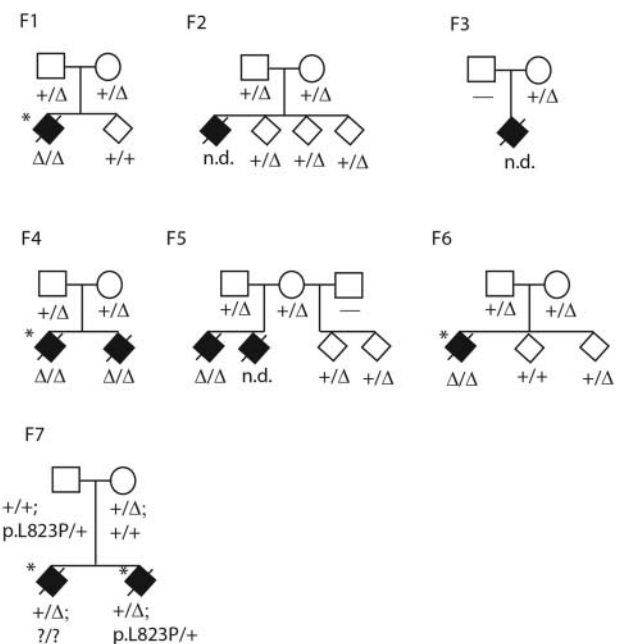 F1 F2 F3
+/Δ +/Δ +/Δ +/Δ — +/Δ
*
Δ/Δ +/+ n.d. +/Δ +/Δ +/Δ n.d.
F4 F5 F6
+/Δ +/Δ +/Δ +/Δ — +/Δ +/Δ
* *
Δ/Δ Δ/Δ Δ/Δ n.d. +/Δ +/Δ Δ/Δ +/+ +/Δ
F7
+/+; +/Δ;
p.L823P/+ +/+
* *
+/Δ; +/Δ;
?/? p.L823P/+